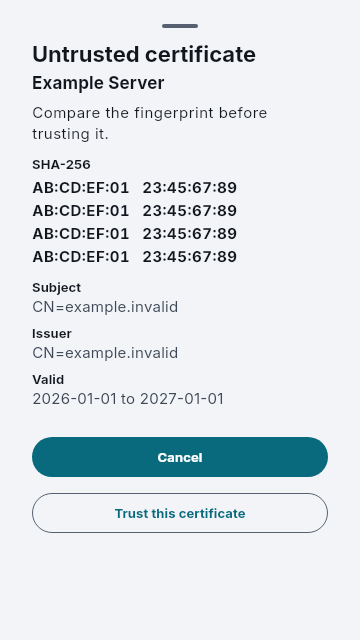 Untrusted certificate
Example Server
Compare the fingerprint before
trusting it.
SHA-256
AB:CD:EF:01 23:45:67:89
AB:CD:EF:01 23:45:67:89
AB:CD:EF:01 23:45:67:89
AB:CD:EF:01 23:45:67:89
Subject
CN=example.invalid
Issuer
CN=example.invalid
Valid
2026-01-01 to 2027-01-01
Cancel
Trust this certificate